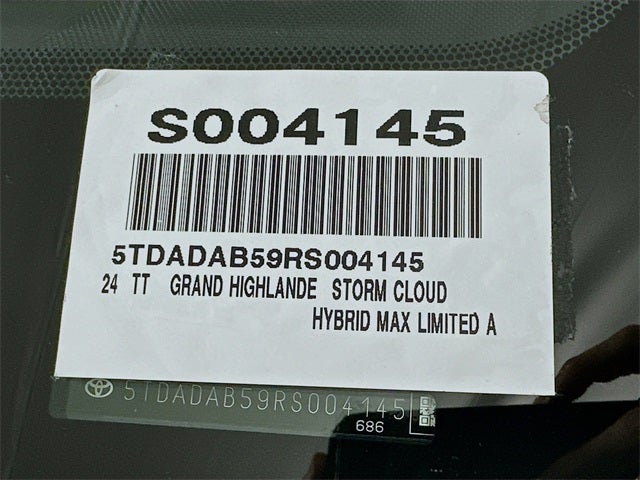 S004145
5TDADAB59RS004145
24 TT GRAND HIGHLANDE STORM CLOUD
HYBRID MAX LIMITED A
5TDADAB59RS004145
686